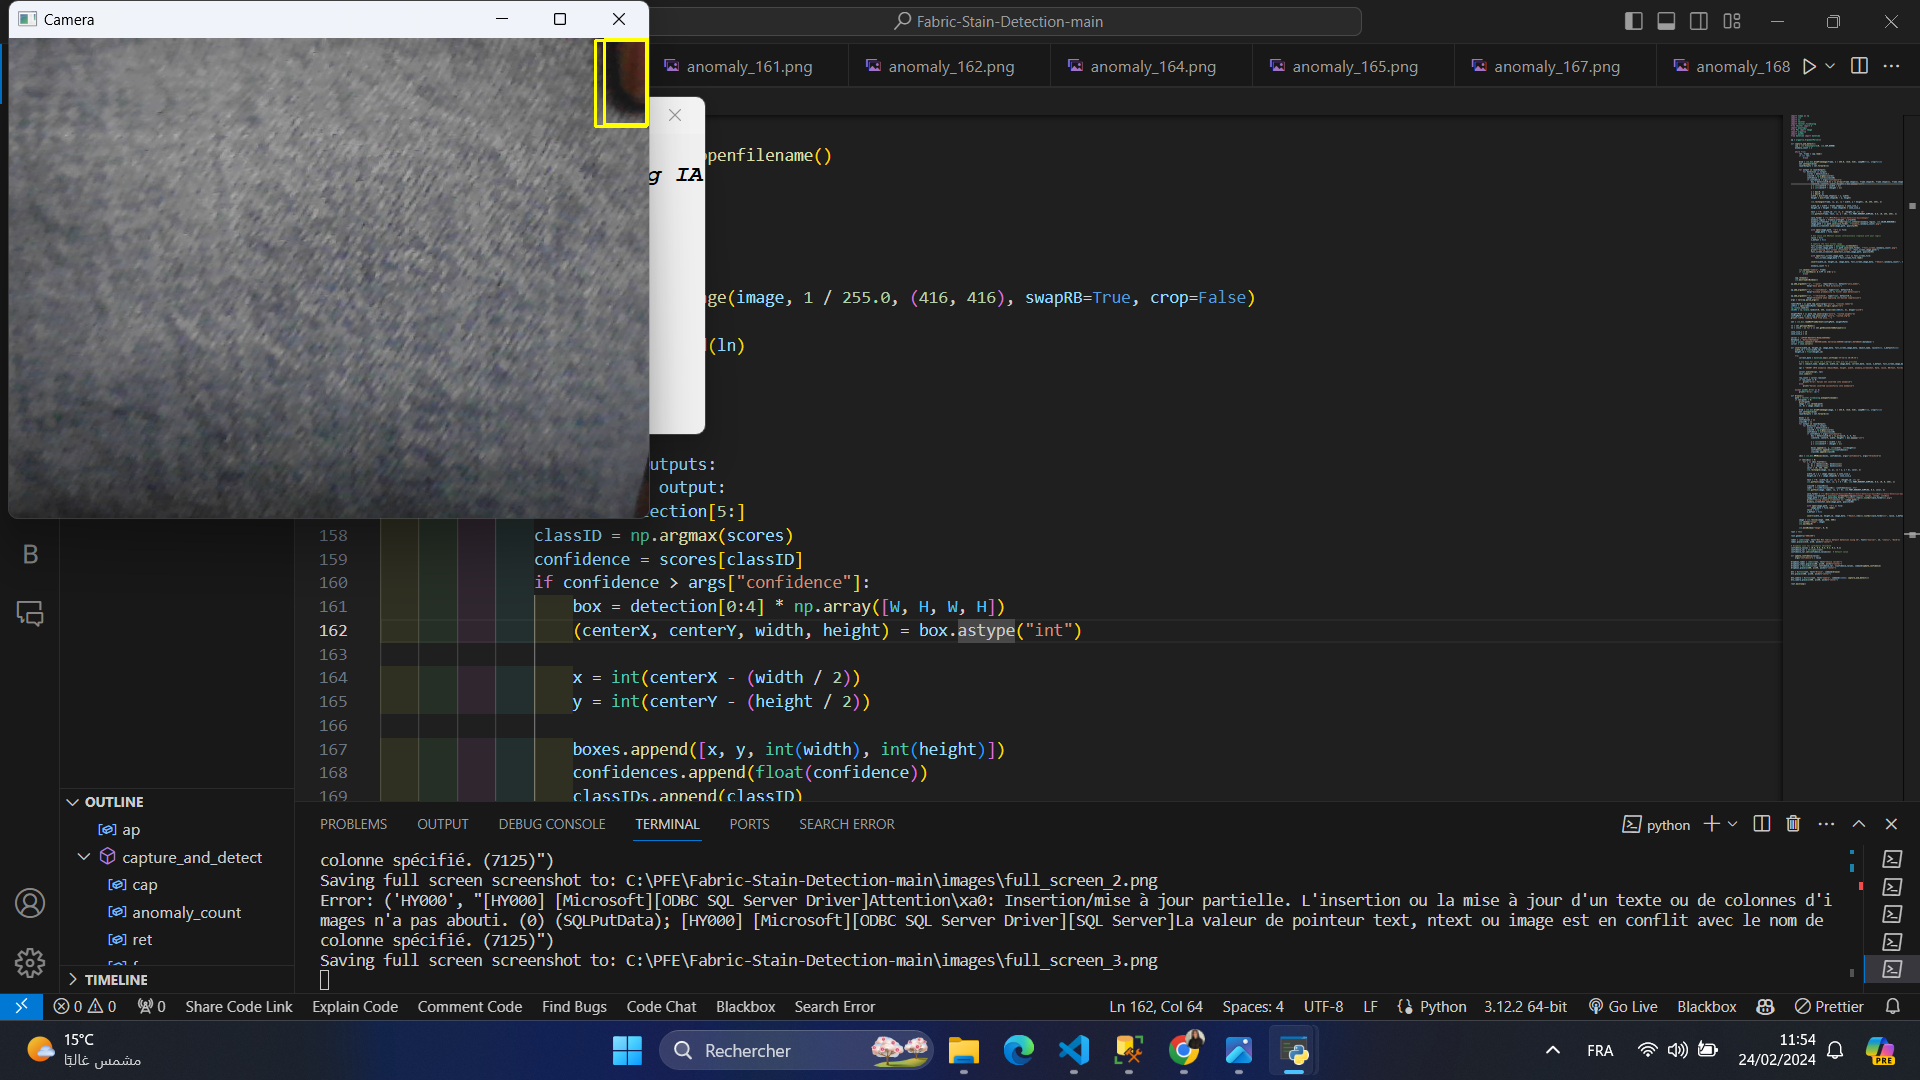 Camera
Fabric-Stain-Detection-main
anomaly_161.png
anomaly_162.png
anomaly_164.png
anomaly_165.png
anomaly_167.png
anomaly_168
openfilename()
g IA
ge(image, 1 / 255.0, (416, 416), swapRB=True, crop=False)
(ln)
utputs:
output:
ection[5:]
158 classID = np.argmax(scores)
159 confidence = scores[classID]
160 if confidence > args["confidence"]:
161 box = detection[0:4] * np.array([W, H, W, H])
162 (centerX, centerY, width, height) = box.astype("int")
163
164 x = int(centerX - (width / 2))
165 y = int(centerY - (height / 2))
166
167 boxes.append([x, y, int(width), int(height)])
168 confidences.append(float(confidence))
169 classIDs.append(classID)
B
OUTLINE
ap
capture_and_detect
cap
anomaly_count
ret
TIMELINE
PROBLEMS OUTPUT DEBUG CONSOLE TERMINAL PORTS SEARCH ERROR
python
colonne spécifié. (7125)")
Saving full screen screenshot to: C:\PFE\Fabric-Stain-Detection-main\images\full_screen_2.png
Error: ('HY000', "[HY000] [Microsoft][ODBC SQL Server Driver]Attention\xa0: Insertion/mise à jour partielle. L'insertion ou la mise à jour d'un texte ou de colonnes d'i
mages n'a pas abouti. (0) (SQLPutData); [HY000] [Microsoft][ODBC SQL Server Driver][SQL Server]La valeur de pointeur text, ntext ou image est en conflit avec le nom de
colonne spécifié. (7125)")
Saving full screen screenshot to: C:\PFE\Fabric-Stain-Detection-main\images\full_screen_3.png
0 0 0 Share Code Link Explain Code Comment Code Find Bugs Code Chat Blackbox Search Error
Ln 162, Col 64 Spaces: 4 UTF-8 LF Python 3.12.2 64-bit Go Live Blackbox Prettier
15°C
مشمس غالبًا
Rechercher
PRE
FRA
11:54
24/02/2024